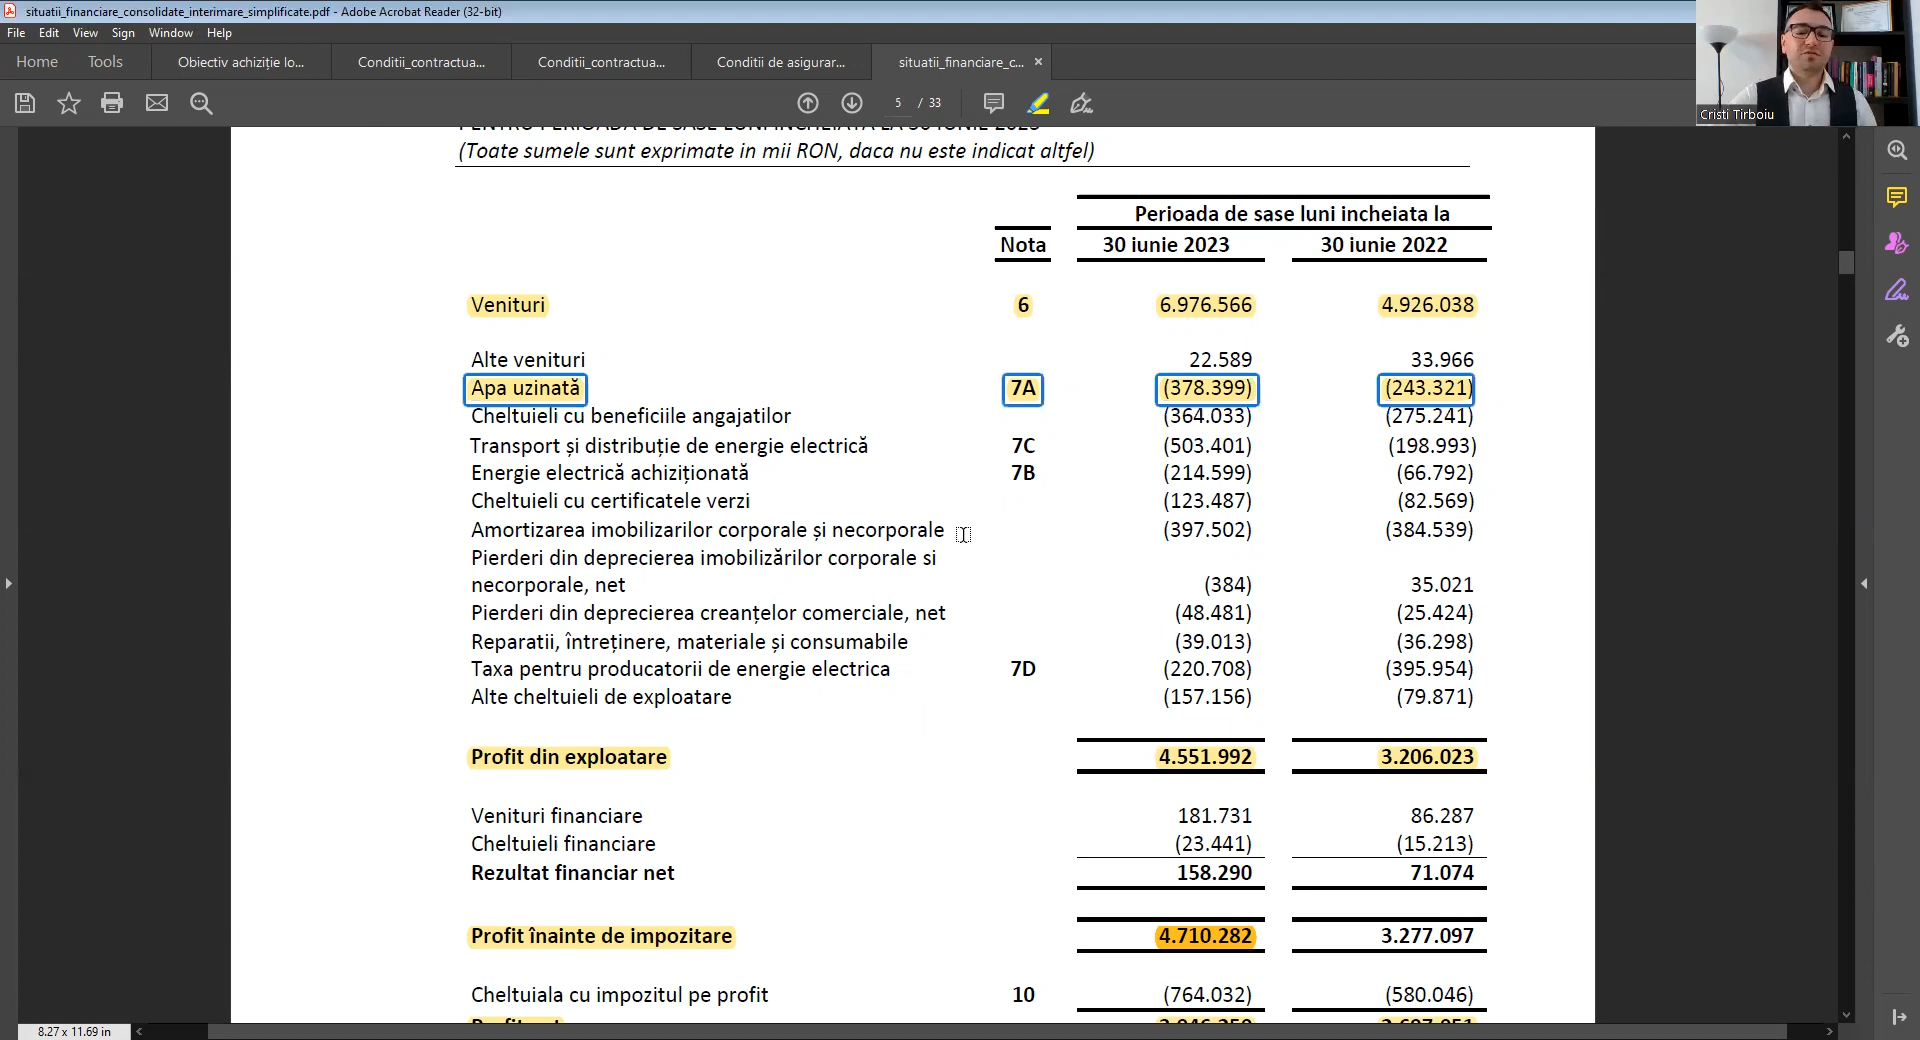 situatii_financiare_consolidate_interimare_simplificate.pdf - Adobe Acrobat Reader (32-bit)
File Edit View Sign Window Help
Home Tools Obiectiv achiziție lo... Conditii_contractua... Conditii_contractua... Conditii de asigurar... situatii_financiare_c... ×
5 / 33
Cristi Tirboiu
PENTRU PERIOADA DE SASE LUNI INCHEIATA LA 30 IUNIE 2023
(Toate sumele sunt exprimate in mii RON, daca nu este indicat altfel)
Perioada de sase luni incheiata la
Nota 30 iunie 2023 30 iunie 2022
Venituri 6 6.976.566 4.926.038
Alte venituri 22.589 33.966
Apa uzinată 7A (378.399) (243.321)
Cheltuieli cu beneficiile angajatilor (364.033) (275.241)
Transport și distribuție de energie electrică 7C (503.401) (198.993)
Energie electrică achiziționată 7B (214.599) (66.792)
Cheltuieli cu certificatele verzi (123.487) (82.569)
Amortizarea imobilizarilor corporale și necorporale (397.502) (384.539)
Pierderi din deprecierea imobilizărilor corporale si
necorporale, net (384) 35.021
Pierderi din deprecierea creanțelor comerciale, net (48.481) (25.424)
Reparatii, întreținere, materiale și consumabile (39.013) (36.298)
Taxa pentru producatorii de energie electrica 7D (220.708) (395.954)
Alte cheltuieli de exploatare (157.156) (79.871)
Profit din exploatare 4.551.992 3.206.023
Venituri financiare 181.731 86.287
Cheltuieli financiare (23.441) (15.213)
Rezultat financiar net 158.290 71.074
Profit înainte de impozitare 4.710.282 3.277.097
Cheltuiala cu impozitul pe profit 10 (764.032) (580.046)
8.27 x 11.69 in